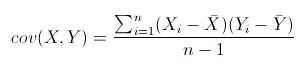 cov(X, Y) = \frac{\sum_{i=1}^{n}(X_i - \bar{X})(Y_i - \bar{Y})}{n - 1}